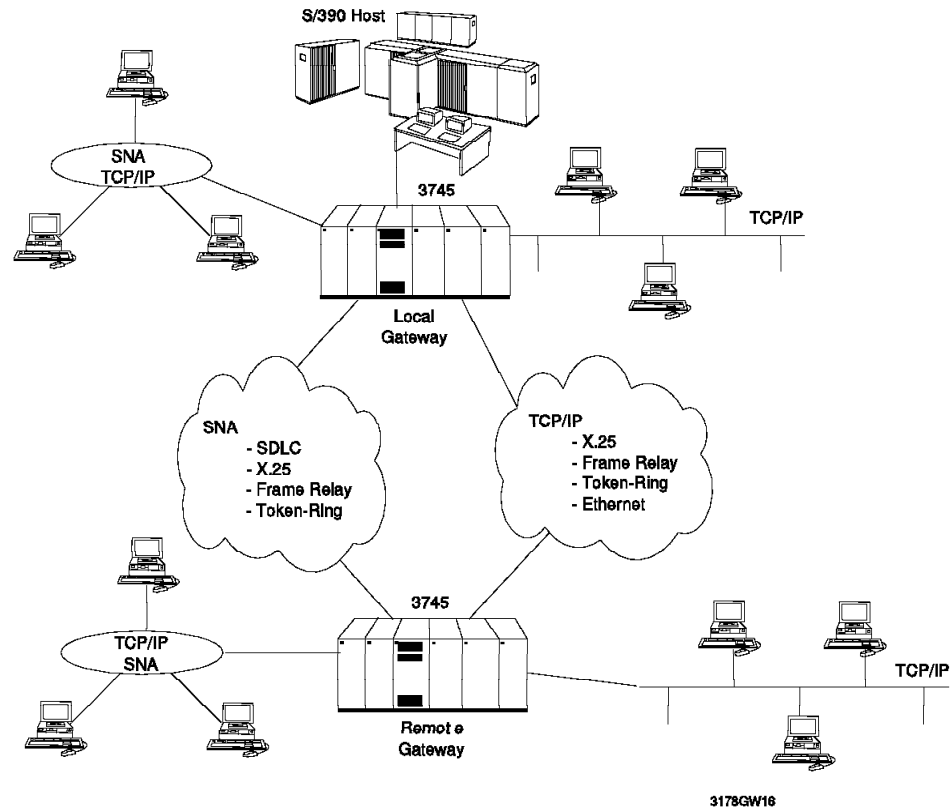 S/390 Host
SNA
TCP/IP
3745
TCP/IP
Local
Gateway
SNA
- SDLC
- X.25
- Frame Relay
- Token-Ring
TCP/IP
- X.25
- Frame Relay
- Token-Ring
- Ethernet
3745
TCP/IP
SNA
TCP/IP
Remote
Gateway
3178GW16